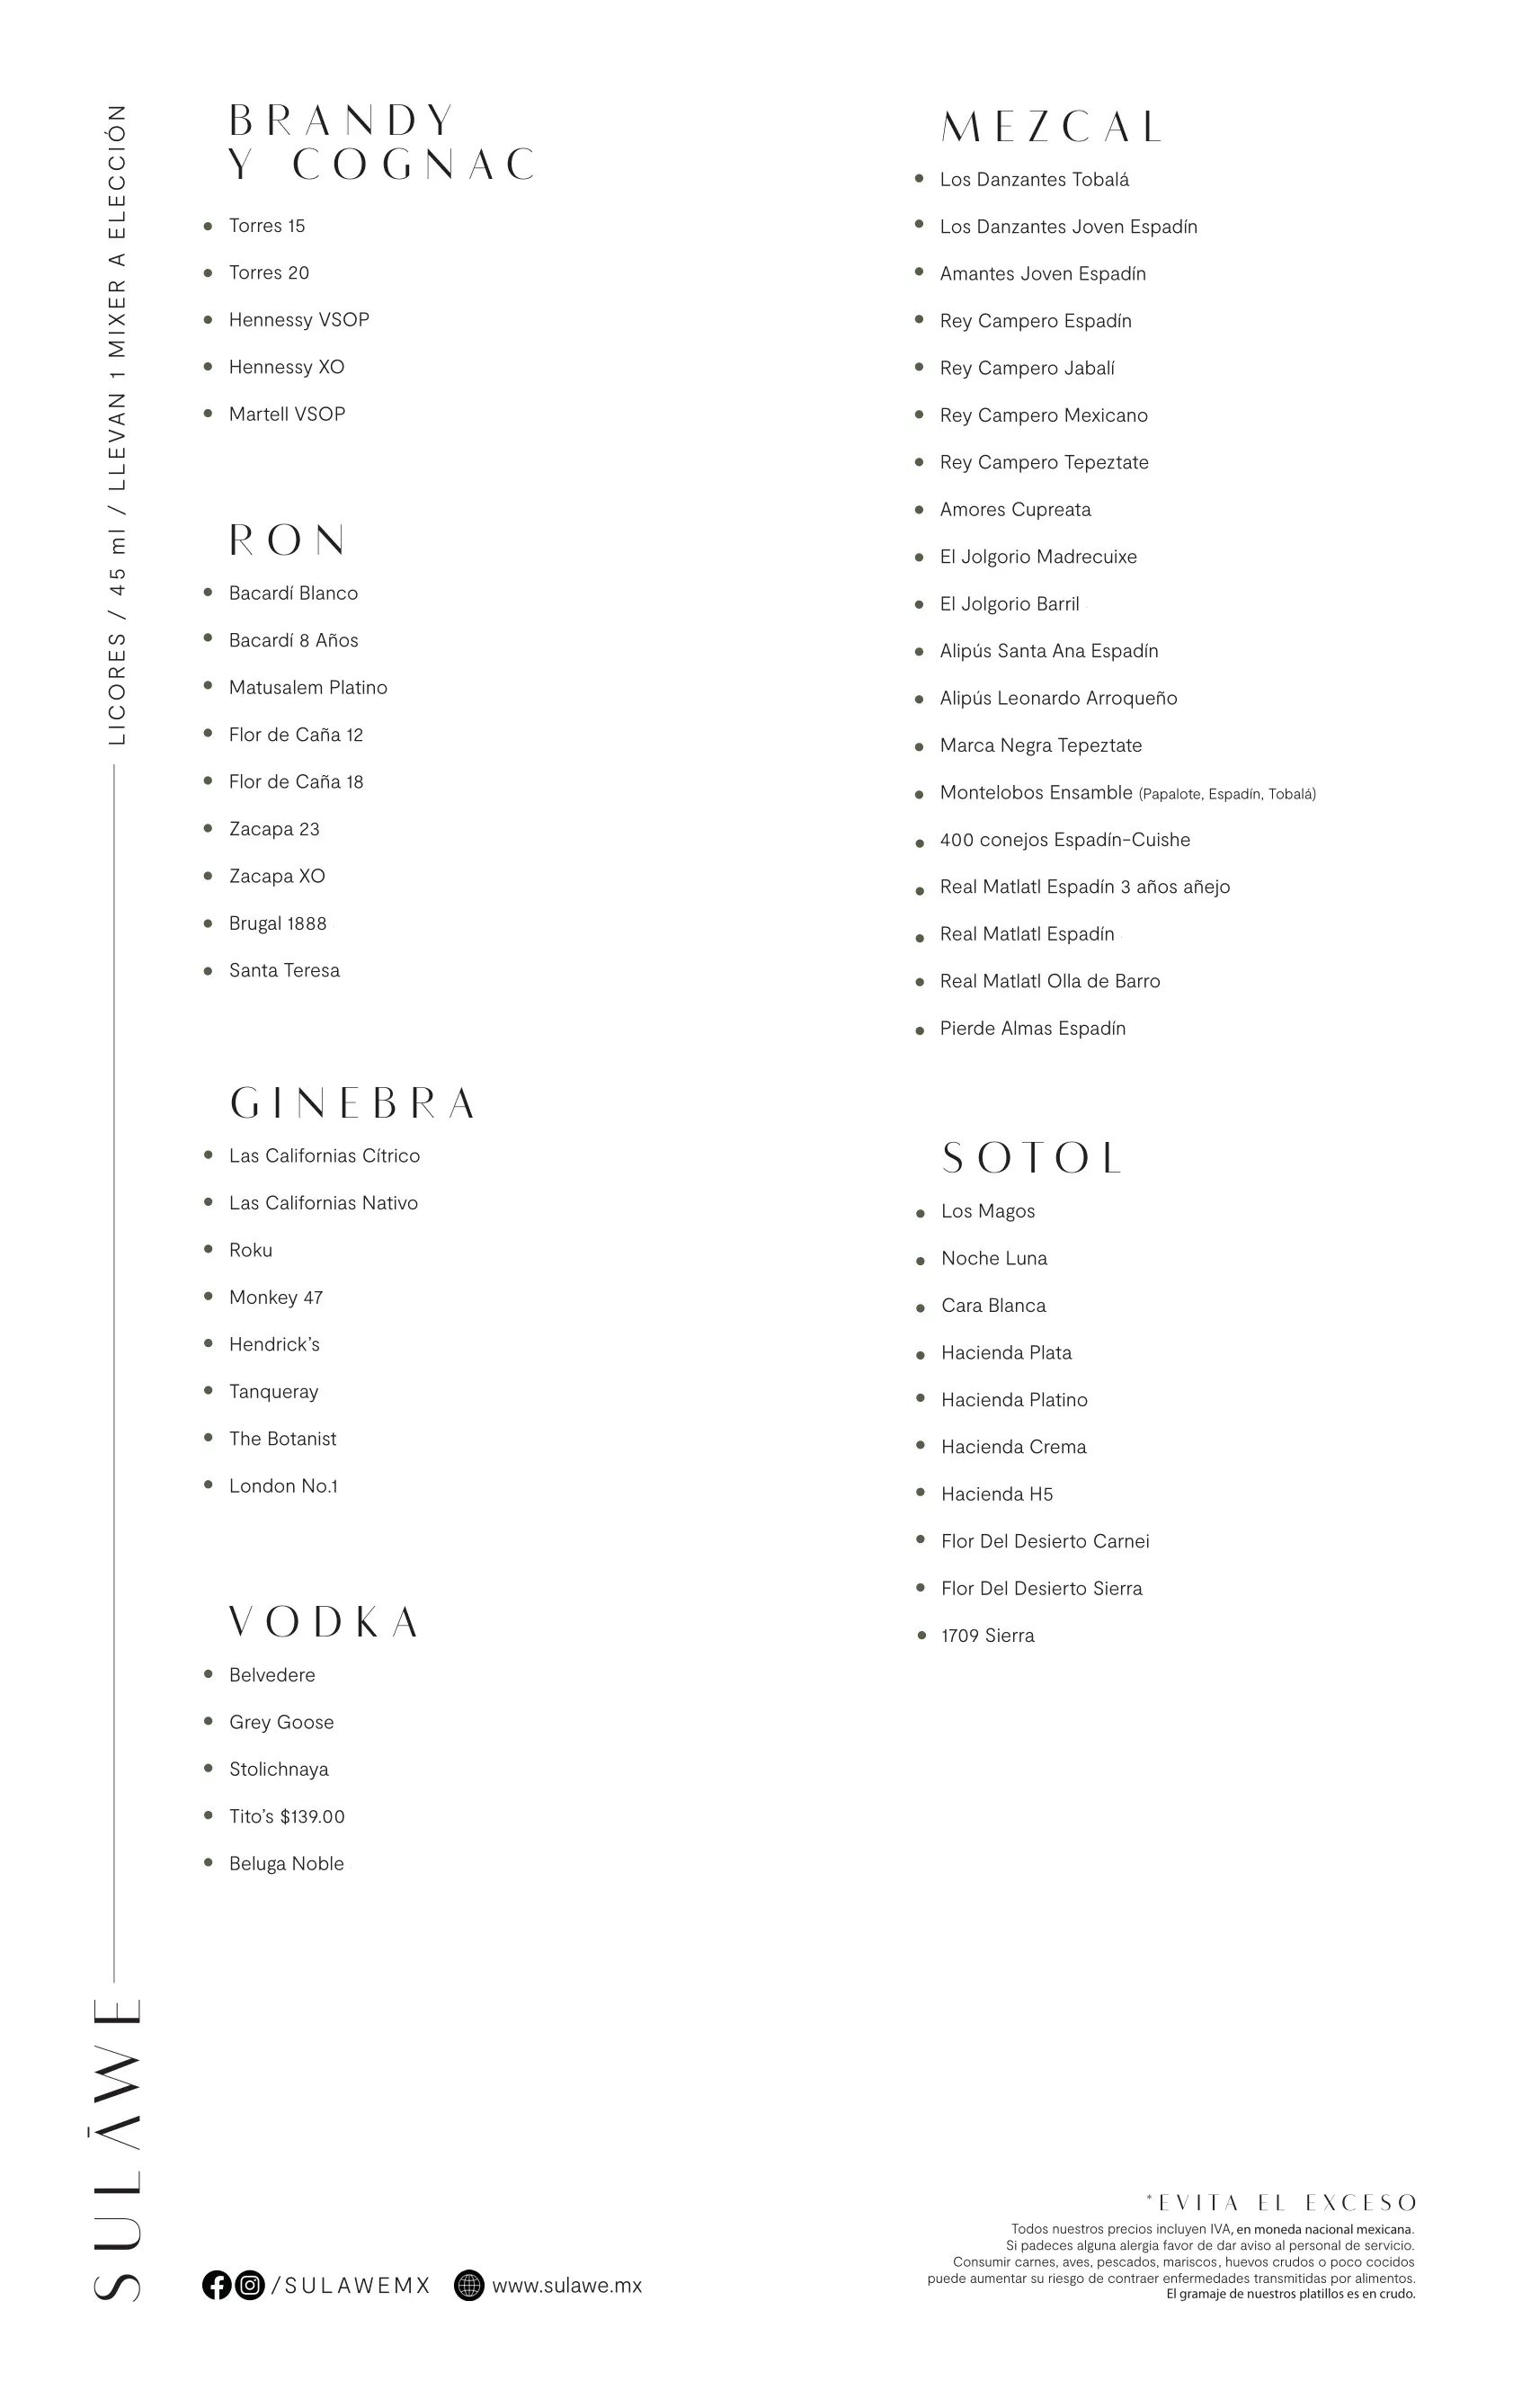 LICORES / 45 ml / LLEVAN 1 MIXER A ELECCIÓN
BRANDY
Y COGNAC
Torres 15
Torres 20
Hennessy VSOP
Hennessy XO
Martell VSOP
RON
Bacardí Blanco
Bacardí 8 Años
Matusalem Platino
Flor de Caña 12
Flor de Caña 18
Zacapa 23
Zacapa XO
Brugal 1888
Santa Teresa
GINEBRA
Las Californias Cítrico
Las Californias Nativo
Roku
Monkey 47
Hendrick’s
Tanqueray
The Botanist
London No.1
VODKA
Belvedere
Grey Goose
Stolichnaya
Tito’s $139.00
Beluga Noble
MEZCAL
Los Danzantes Tobalá
Los Danzantes Joven Espadín
Amantes Joven Espadín
Rey Campero Espadín
Rey Campero Jabalí
Rey Campero Mexicano
Rey Campero Tepeztate
Amores Cupreata
El Jolgorio Madrecuixe
El Jolgorio Barril
Alipús Santa Ana Espadín
Alipús Leonardo Arroqueño
Marca Negra Tepeztate
Montelobos Ensamble (Papalote, Espadín, Tobalá)
400 conejos Espadín-Cuishe
Real Matlatl Espadín 3 años añejo
Real Matlatl Espadín
Real Matlatl Olla de Barro
Pierde Almas Espadín
SOTOL
Los Magos
Noche Luna
Cara Blanca
Hacienda Plata
Hacienda Platino
Hacienda Crema
Hacienda H5
Flor Del Desierto Carnei
Flor Del Desierto Sierra
1709 Sierra
SULĀWE
/SULAWEMX www.sulawe.mx
*EVITA EL EXCESO
Todos nuestros precios incluyen IVA, en moneda nacional mexicana.
Si padeces alguna alergia favor de dar aviso al personal de servicio.
Consumir carnes, aves, pescados, mariscos, huevos crudos o poco cocidos
puede aumentar su riesgo de contraer enfermedades transmitidas por alimentos.
El gramaje de nuestros platillos es en crudo.